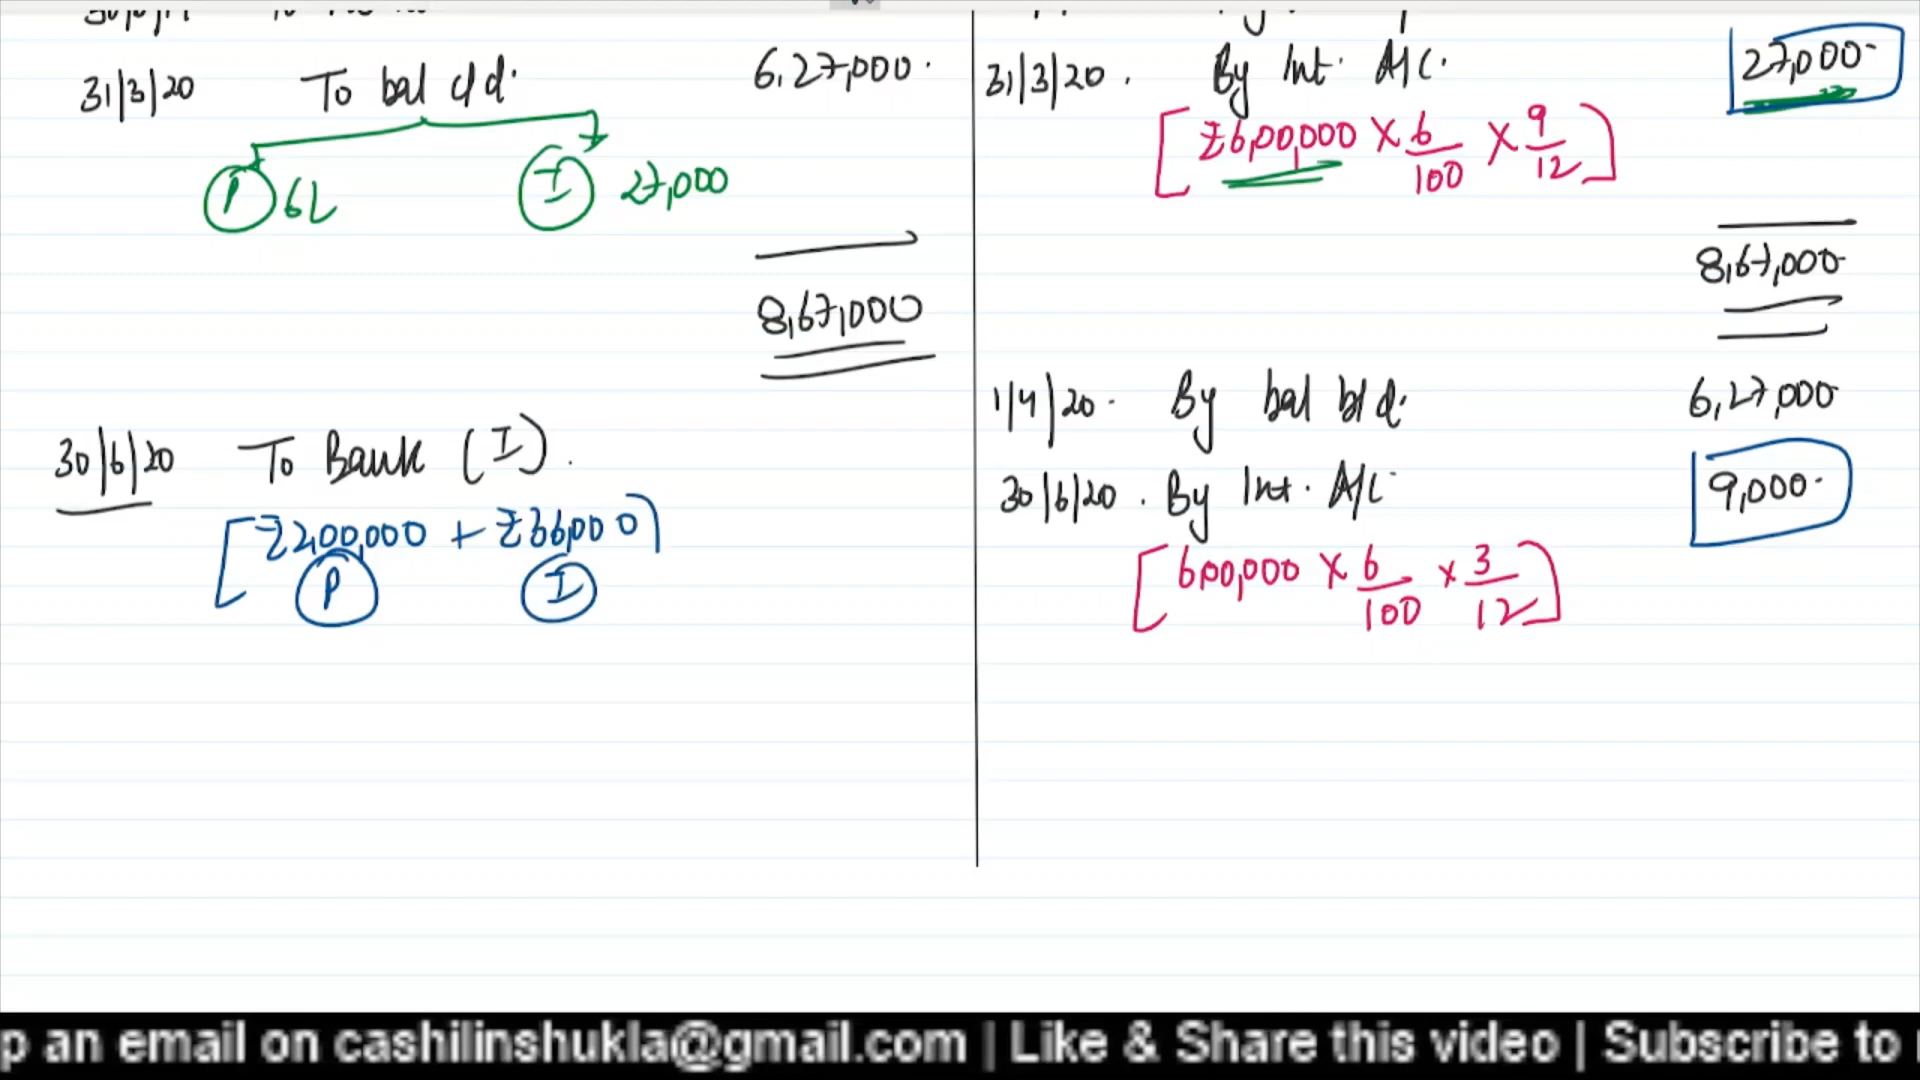 31/3/20 To bal c/d. 6,27,000.
P 6L I 27,000
8,67,000
30/6/20 To Bank (I).
[₹2,00,000 + ₹36,000]
P I
31/3/20. By Int. A/c. 27,000
[₹6,00,000 X 6/100 X 9/12]
8,67,000
1/4/20. By bal b/d. 6,27,000
30/6/20. By Int. A/c 9,000.
[6,00,000 X 6/100 x 3/12]
p an email on cashilinshukla@gmail.com | Like & Share this video | Subscribe to